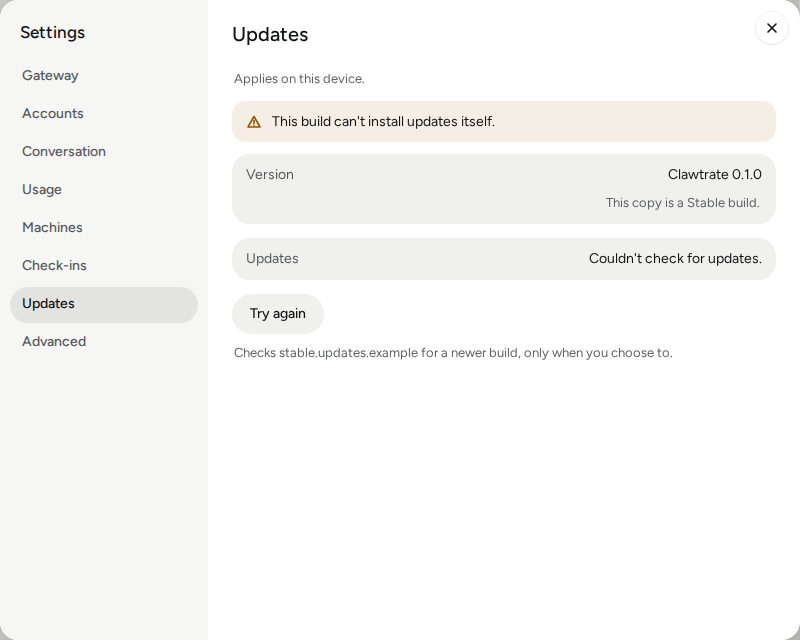 Settings
Gateway
Accounts
Conversation
Usage
Machines
Check-ins
Updates
Advanced
Updates
Applies on this device.
This build can't install updates itself.
Version
Clawtrate 0.1.0
This copy is a Stable build.
Updates
Couldn't check for updates.
Try again
Checks stable.updates.example for a newer build, only when you choose to.